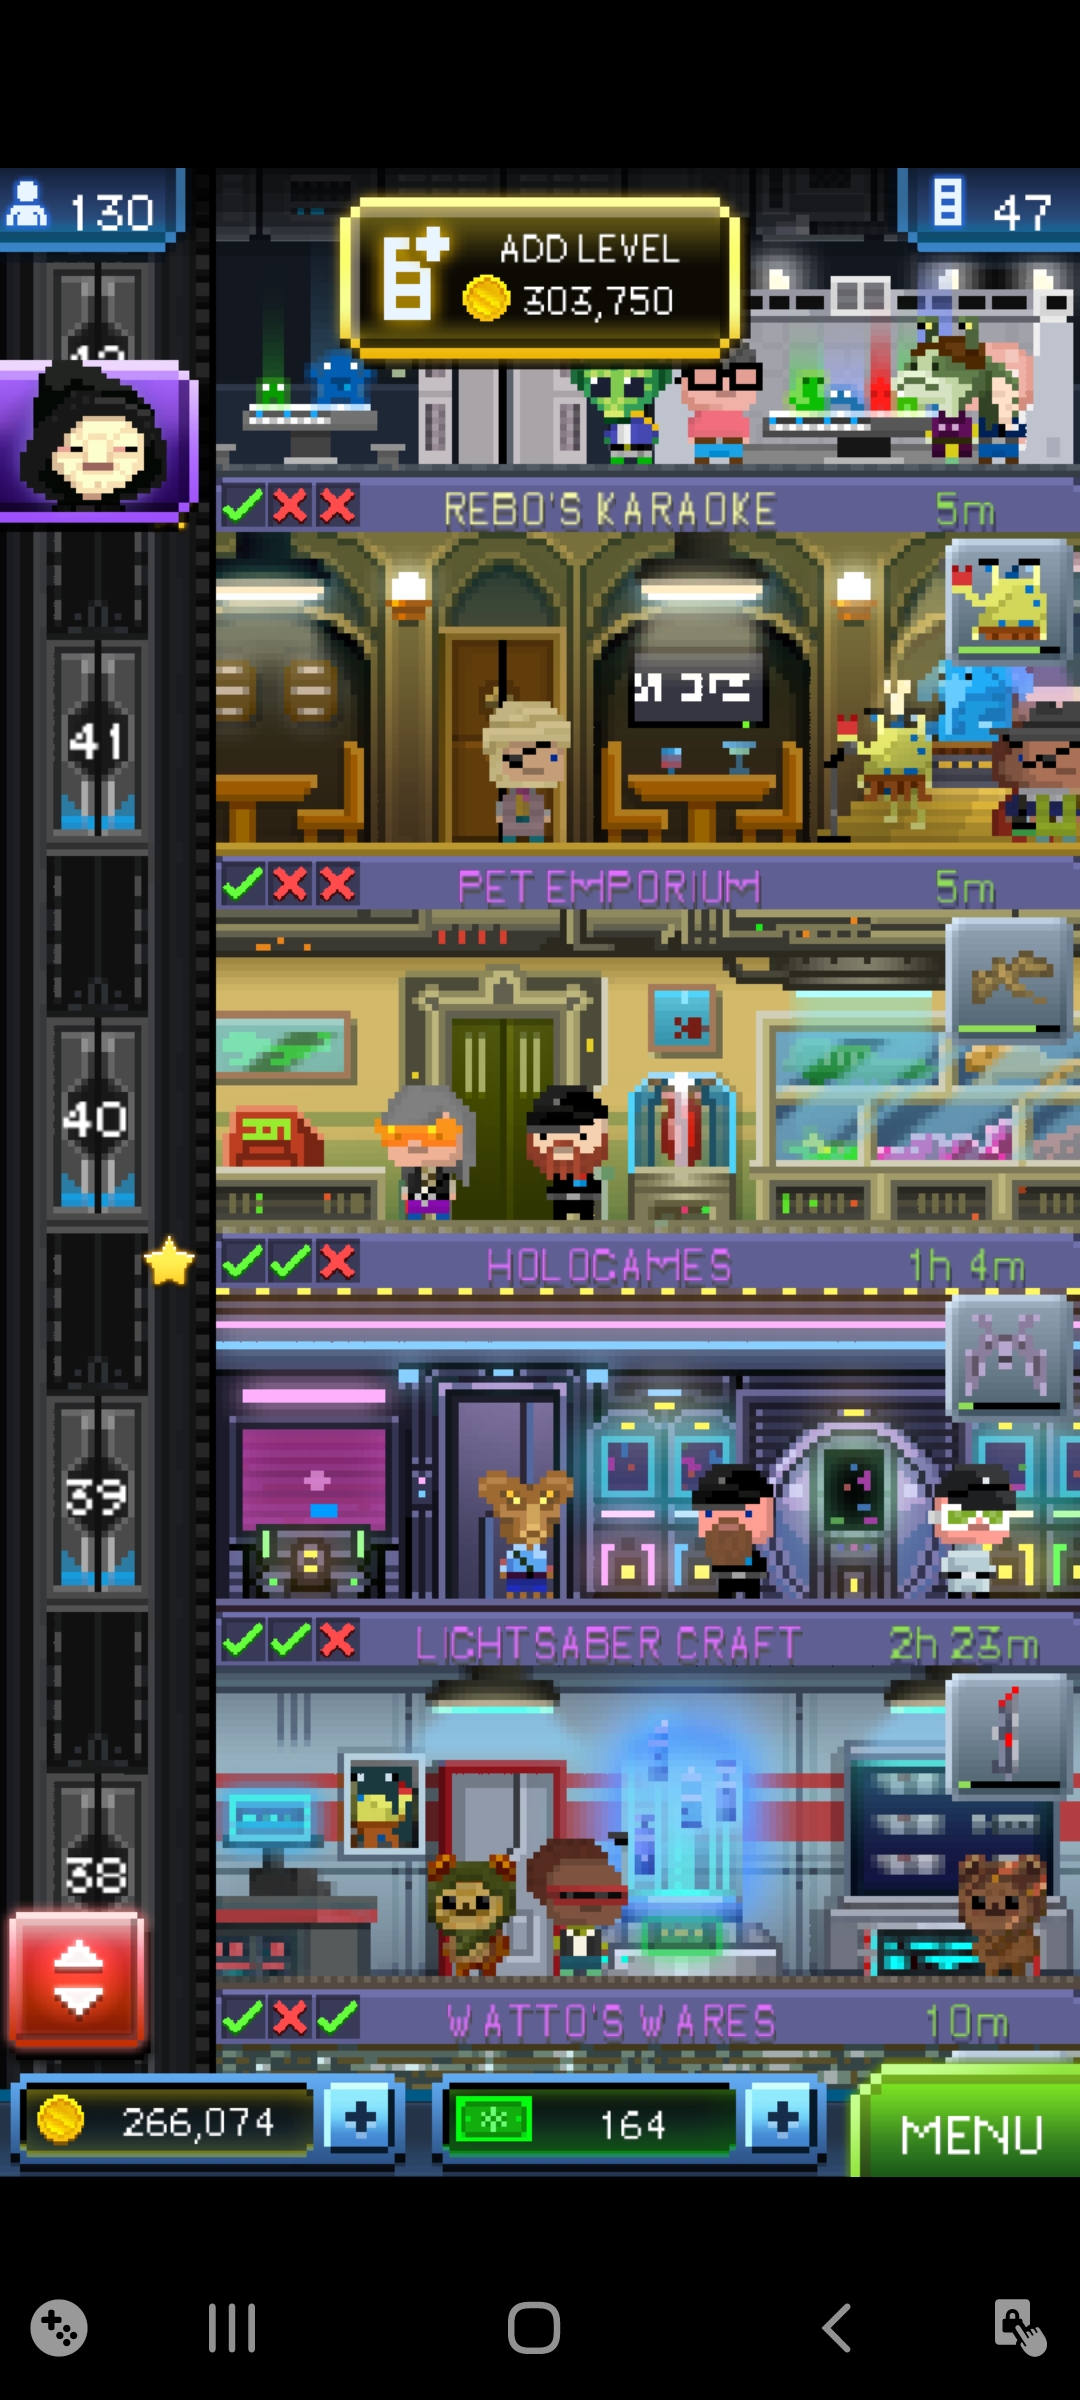 130
ADD LEVEL
303,750
47
REBO'S KARAOKE
5m
41
PET EMPORIUM
5m
40
HOLOGAMES
1h 4m
39
LIGHTSABER CRAFT
2h 23m
38
WATTO'S WARES
10m
266,074
164
MENU